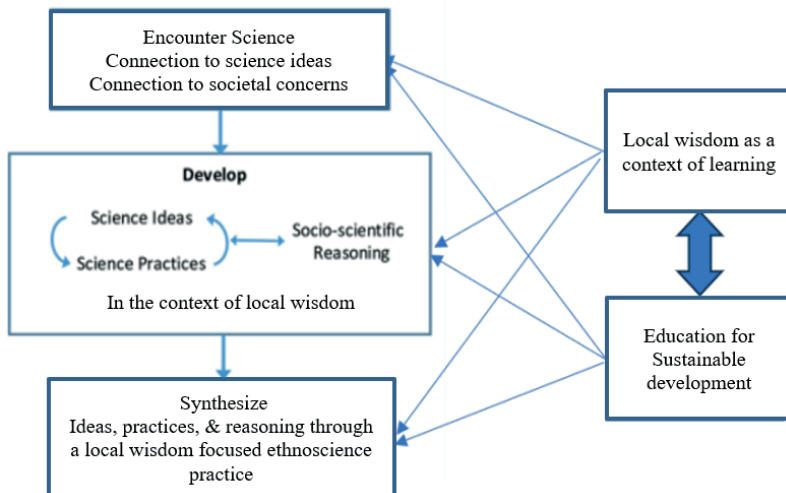 Encounter Science
Connection to science ideas
Connection to societal concerns
Develop
Science Ideas
Science Practices
Socio-scientific
Reasoning
In the context of local wisdom
Synthesize
Ideas, practices, & reasoning through
a local wisdom focused ethnoscience
practice
Local wisdom as a
context of learning
Education for
Sustainable
development